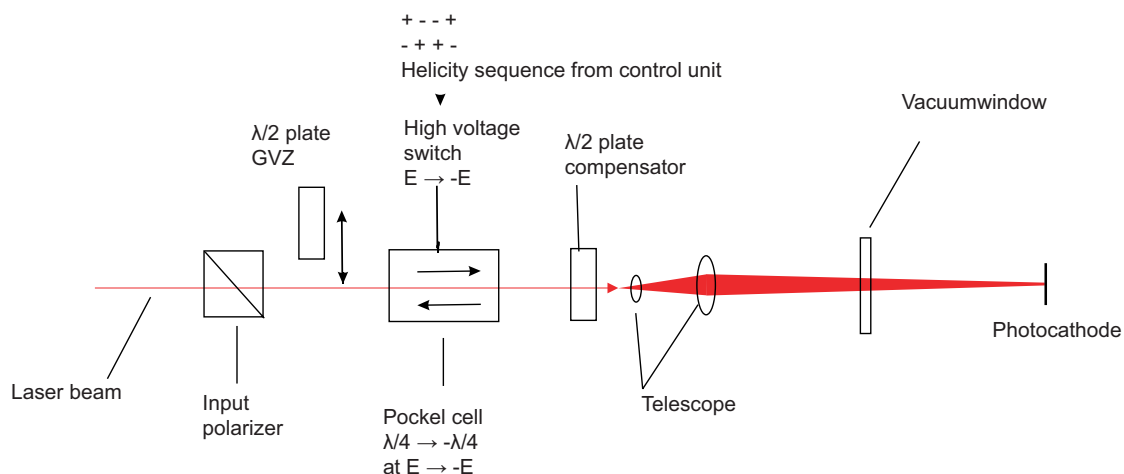 + - - +
- + + -
Helicity sequence from control unit
High voltage
switch
E → -E
λ/2 plate
GVZ
λ/2 plate
compensator
Vacuumwindow
Laser beam
Input
polarizer
Pockel cell
λ/4 → -λ/4
at E → -E
Telescope
Photocathode